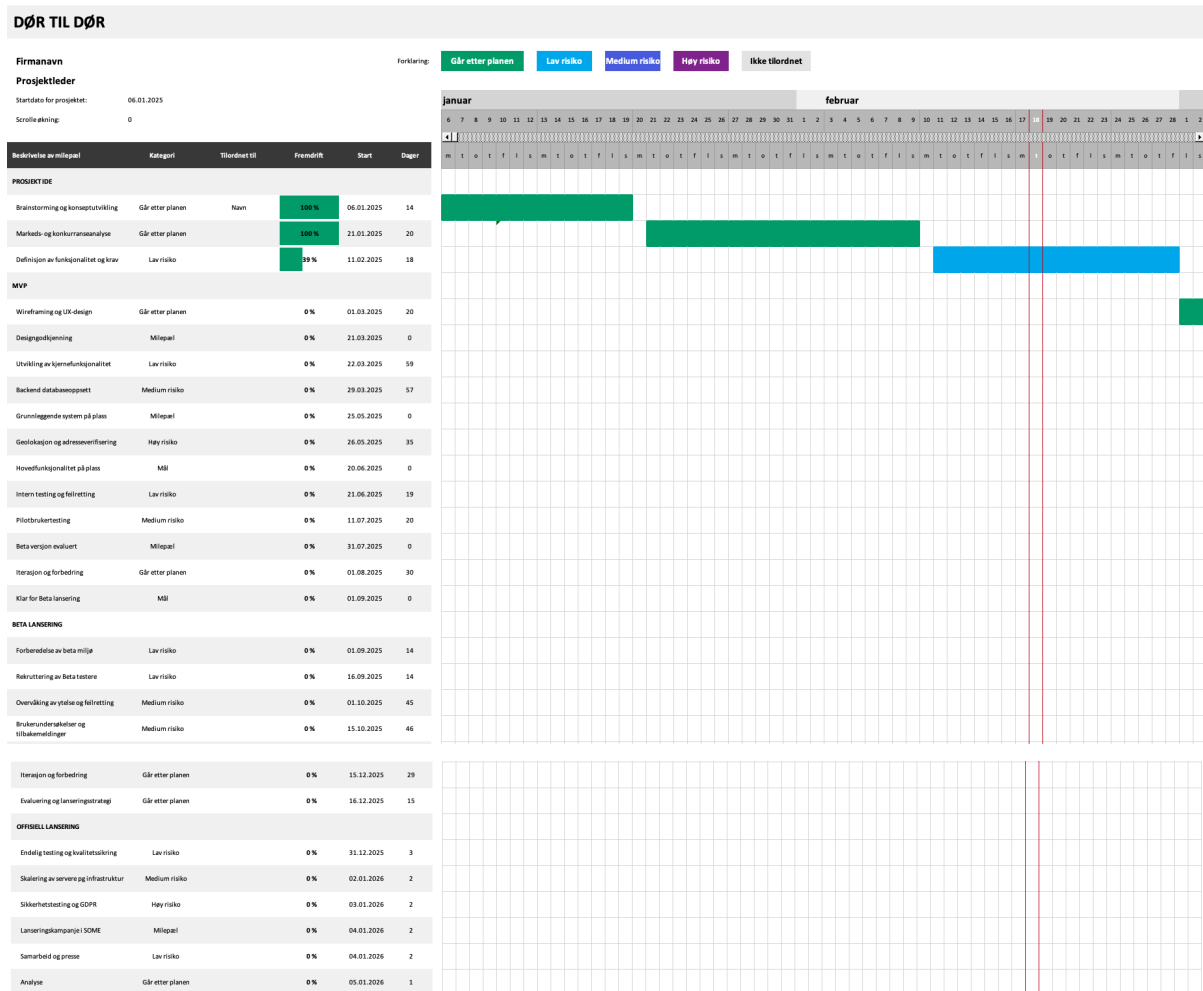 DØR TIL DØR
Firmanavn
Forklaring: Går etter planen Lav risiko Medium risiko Høy risiko Ikke tilordnet
Prosjektleder
Startdato for prosjektet: 06.01.2025
januar februar
Scrolleøkning: 0
6 7 8 9 10 11 12 13 14 15 16 17 18 19 20 21 22 23 24 25 26 27 28 29 30 31 1 2 3 4 5 6 7 8 9 10 11 12 13 14 15 16 17 18 19 20 21 22 23 24 25 26 27 28 1 2
Beskrivelse av milepæl Kategori Tilordnet til Fremdrift Start Dager
m t o t f l s m t o t f l s m t o t f l s m t o t f l s m t o t f l s m t o t f l s m t o t f l s m t o t f l s
PROSJEKT IDE
Brainstorming og konseptutvikling Går etter planen Navn 100 % 06.01.2025 14
Markeds- og konkurranseanalyse Går etter planen 100 % 21.01.2025 20
Definisjon av funksjonalitet og krav Lav risiko 39 % 11.02.2025 18
MVP
Wireframing og UX-design Går etter planen 0 % 01.03.2025 20
Designgodkjenning Milepæl 0 % 21.03.2025 0
Utvikling av kjernefunksjonalitet Lav risiko 0 % 22.03.2025 59
Backend databaseoppsett Medium risiko 0 % 29.03.2025 57
Grunnleggende system på plass Milepæl 0 % 25.05.2025 0
Geolokasjon og adresseverifisering Høy risiko 0 % 26.05.2025 35
Hovedfunksjonalitet på plass Mål 0 % 20.06.2025 0
Intern testing og feilretting Lav risiko 0 % 21.06.2025 19
Pilotbrukertesting Medium risiko 0 % 11.07.2025 20
Beta versjon evaluert Milepæl 0 % 31.07.2025 0
Iterasjon og forbedring Går etter planen 0 % 01.08.2025 30
Klar for Beta lansering Mål 0 % 01.09.2025 0
BETA LANSERING
Forberedelse av beta miljø Lav risiko 0 % 01.09.2025 14
Rekruttering av Beta testere Lav risiko 0 % 16.09.2025 14
Overvåking av ytelse og feilretting Medium risiko 0 % 01.10.2025 45
Brukerundersøkelser og
tilbakemeldinger Medium risiko 0 % 15.10.2025 46
Iterasjon og forbedring Går etter planen 0 % 15.12.2025 29
Evaluering og lanseringsstrategi Går etter planen 0 % 16.12.2025 15
OFFISIELL LANSERING
Endelig testing og kvalitetssikring Lav risiko 0 % 31.12.2025 3
Skalering av servere pg infrastruktur Medium risiko 0 % 02.01.2026 2
Sikkerhetstesting og GDPR Høy risiko 0 % 03.01.2026 2
Lanseringskampanje i SOME Milepæl 0 % 04.01.2026 2
Samarbeid og presse Lav risiko 0 % 04.01.2026 2
Analyse Går etter planen 0 % 05.01.2026 1